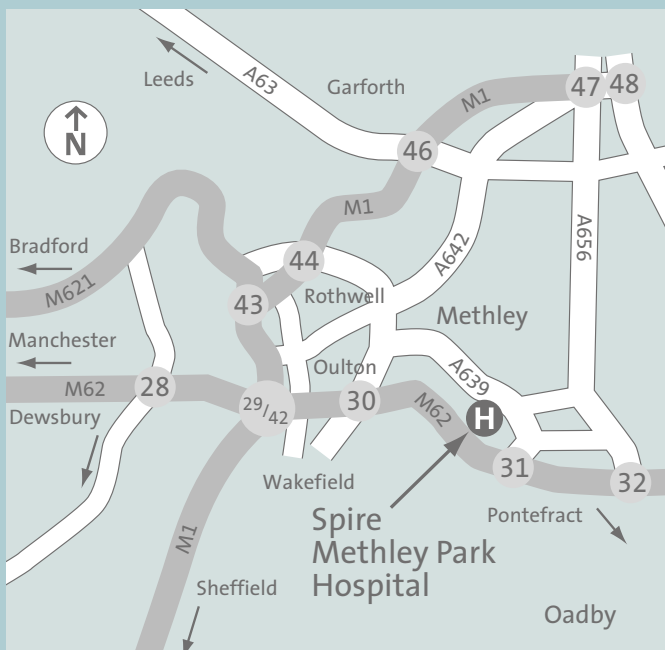 Leeds
A63
Garforth
M1
47
48
N
46
M1
A642
A656
Bradford
M621
44
43
Rothwell
Methley
Manchester
M62
28
Oulton
A639
29/42
30
M62
H
Dewsbury
31
32
Wakefield
Pontefract
Spire
Methley Park
Hospital
M1
Sheffield
Oadby